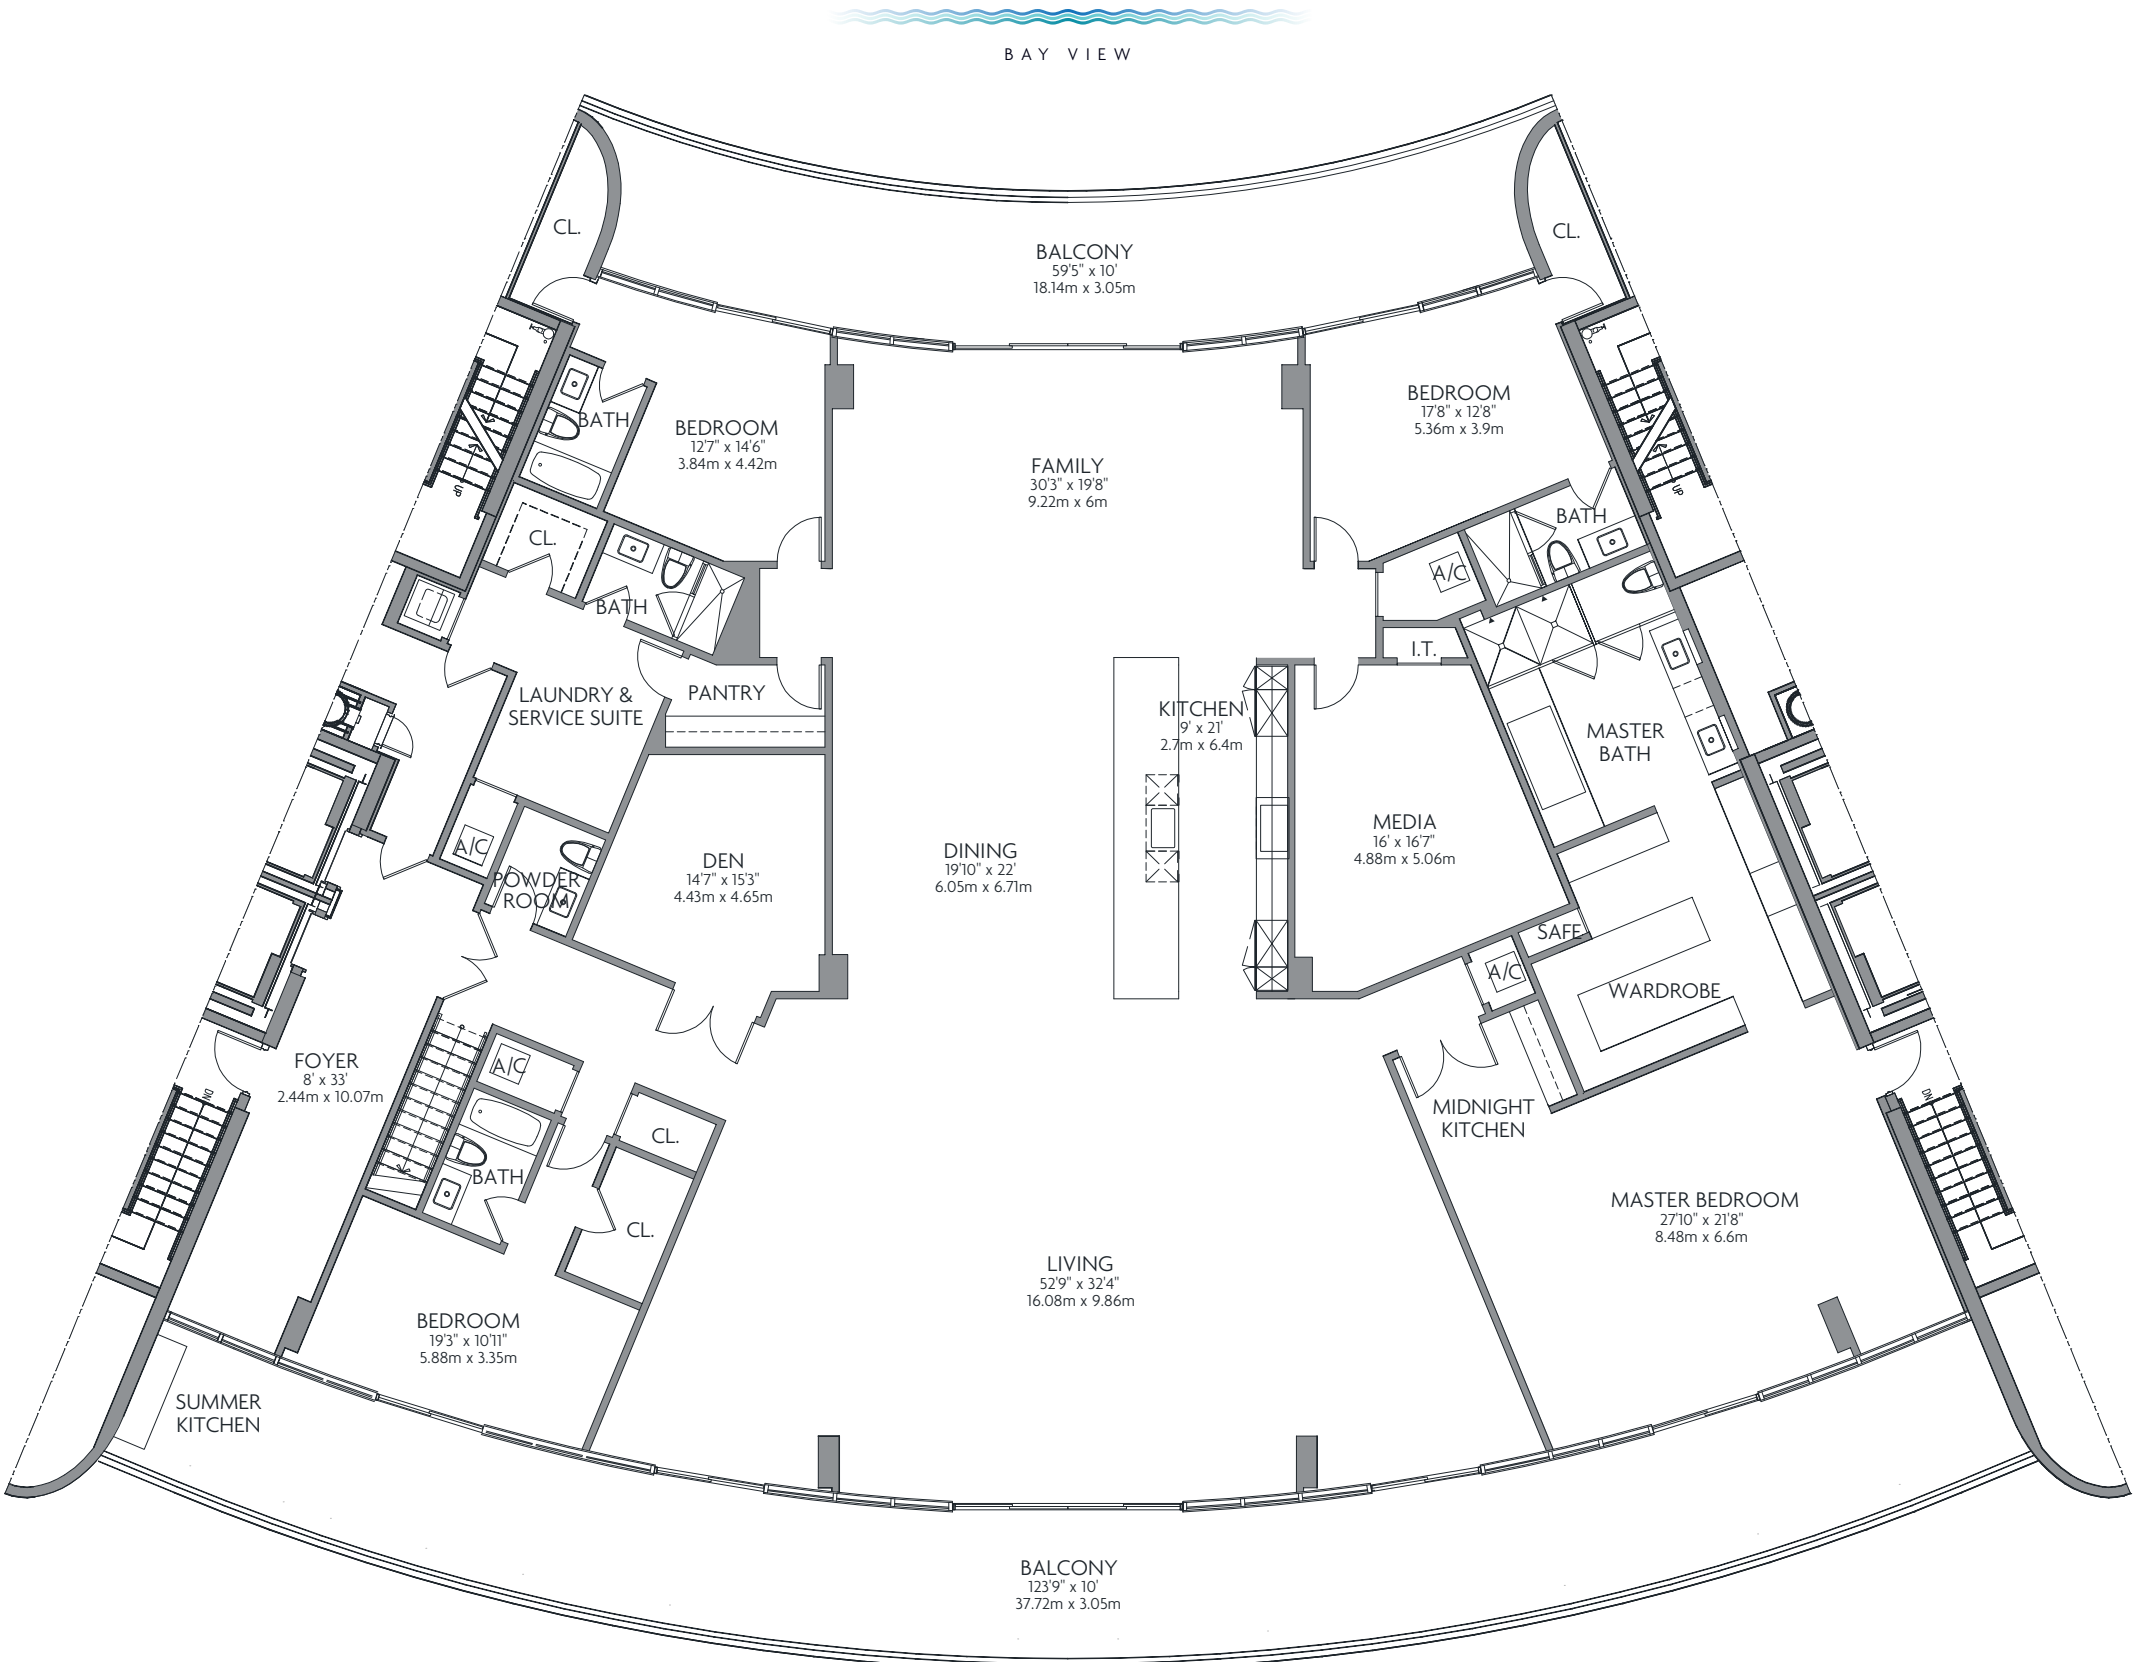 BAY VIEW
BALCONY
59'5" x 10'
18.14m x 3.05m
CL.
CL.
BATH
BEDROOM
12'7" x 14'6"
3.84m x 4.42m
FAMILY
30'3" x 19'8"
9.22m x 6m
BEDROOM
17'8" x 12'8"
5.36m x 3.9m
UP
UP
CL.
BATH
BATH
A/C
I.T.
LAUNDRY &
SERVICE SUITE
PANTRY
KITCHEN
9' x 21'
2.7m x 6.4m
MASTER
BATH
A/C
POWDER
ROOM
DEN
14'7" x 15'3"
4.43m x 4.65m
DINING
19'10" x 22'
6.05m x 6.71m
MEDIA
16' x 16'7"
4.88m x 5.06m
SAFE
A/C
WARDROBE
FOYER
8' x 33'
2.44m x 10.07m
DN
A/C
CL.
BATH
CL.
MIDNIGHT
KITCHEN
DN
MASTER BEDROOM
27'10" x 21'8"
8.48m x 6.6m
LIVING
52'9" x 32'4"
16.08m x 9.86m
BEDROOM
19'3" x 10'11"
5.88m x 3.35m
SUMMER
KITCHEN
BALCONY
123'9" x 10'
37.72m x 3.05m